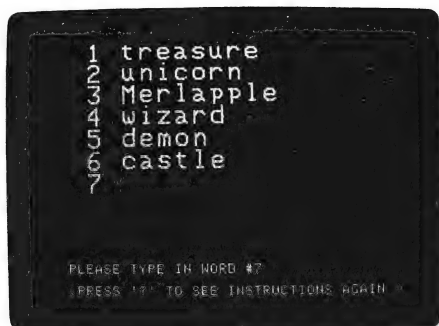 1 treasure
2 unicorn
3 Merlapple
4 wizard
5 demon
6 castle
7
PLEASE TYPE IN WORD #7
PRESS '?' TO SEE INSTRUCTIONS AGAIN